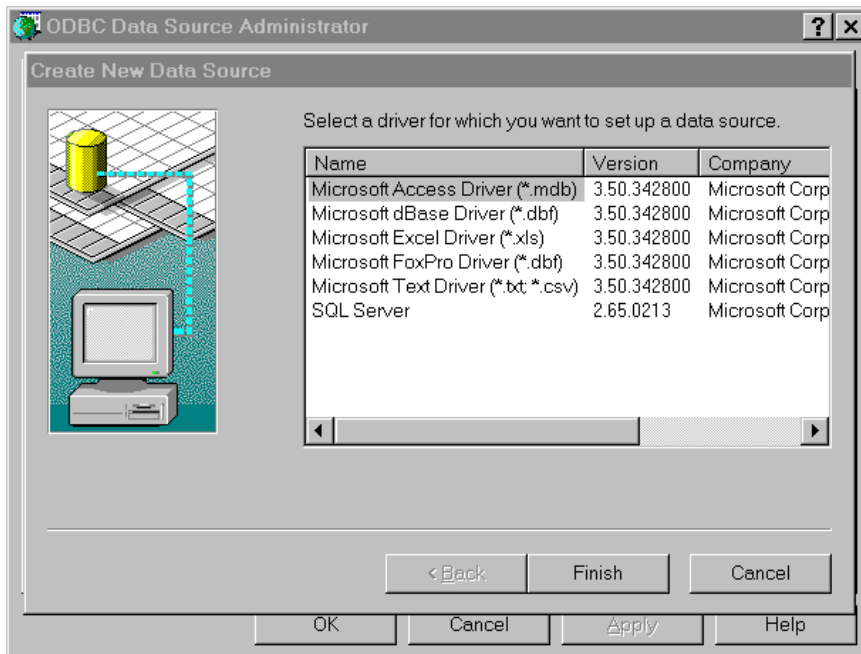 ODBC Data Source Administrator
Create New Data Source
Select a driver for which you want to set up a data source.
Name Version Company
Microsoft Access Driver (*.mdb) 3.50.342800 Microsoft Corp
Microsoft dBase Driver (*.dbf) 3.50.342800 Microsoft Corp
Microsoft Excel Driver (*.xls) 3.50.342800 Microsoft Corp
Microsoft FoxPro Driver (*.dbf) 3.50.342800 Microsoft Corp
Microsoft Text Driver (*.txt; *.csv) 3.50.342800 Microsoft Corp
SQL Server 2.65.0213 Microsoft Corp
< Back Finish Cancel
OK Cancel Apply Help